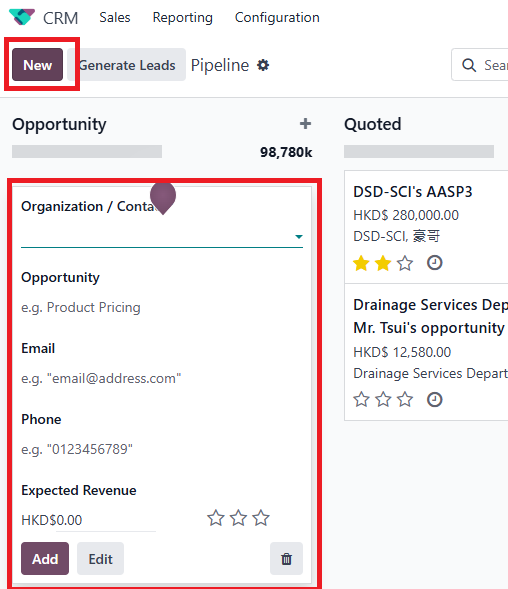 CRM Sales Reporting Configuration
New Generate Leads Pipeline
Opportunity
98,780k
Organization / Conta
Opportunity
e.g. Product Pricing
Email
e.g. "email@address.com"
Phone
e.g. "0123456789"
Expected Revenue
HKD$0.00
Add Edit
Sear
Quoted
DSD-SCI's AASP3
HKD$ 280,000.00
DSD-SCI, 豪哥
Drainage Services Dep
Mr. Tsui's opportunity
HKD$ 12,580.00
Drainage Services Depart